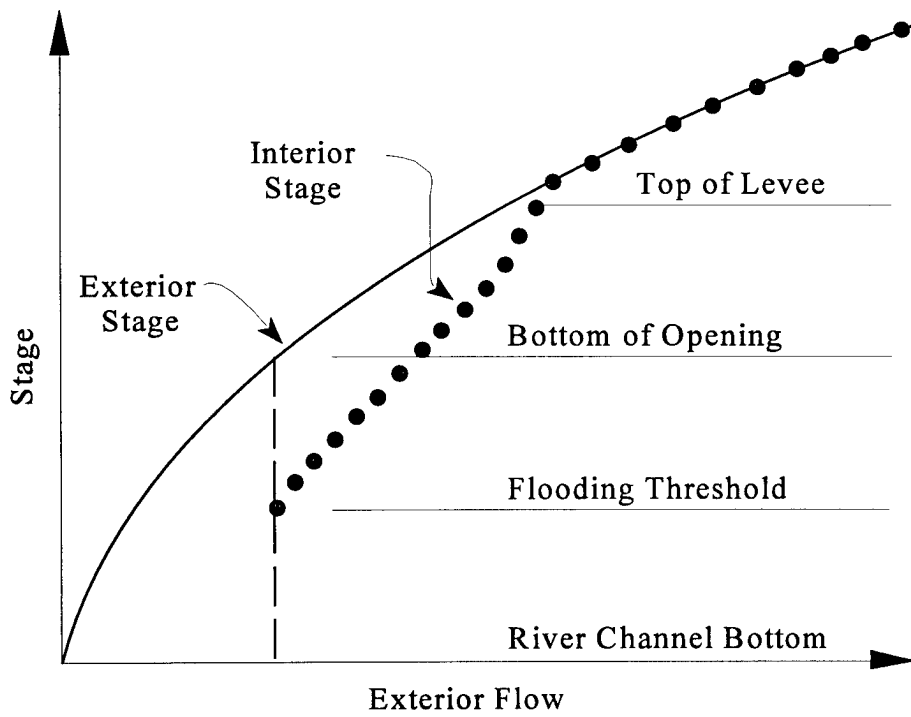 Interior
Stage
Top of Levee
Exterior
Stage
Bottom of Opening
Stage
Flooding Threshold
River Channel Bottom
Exterior Flow